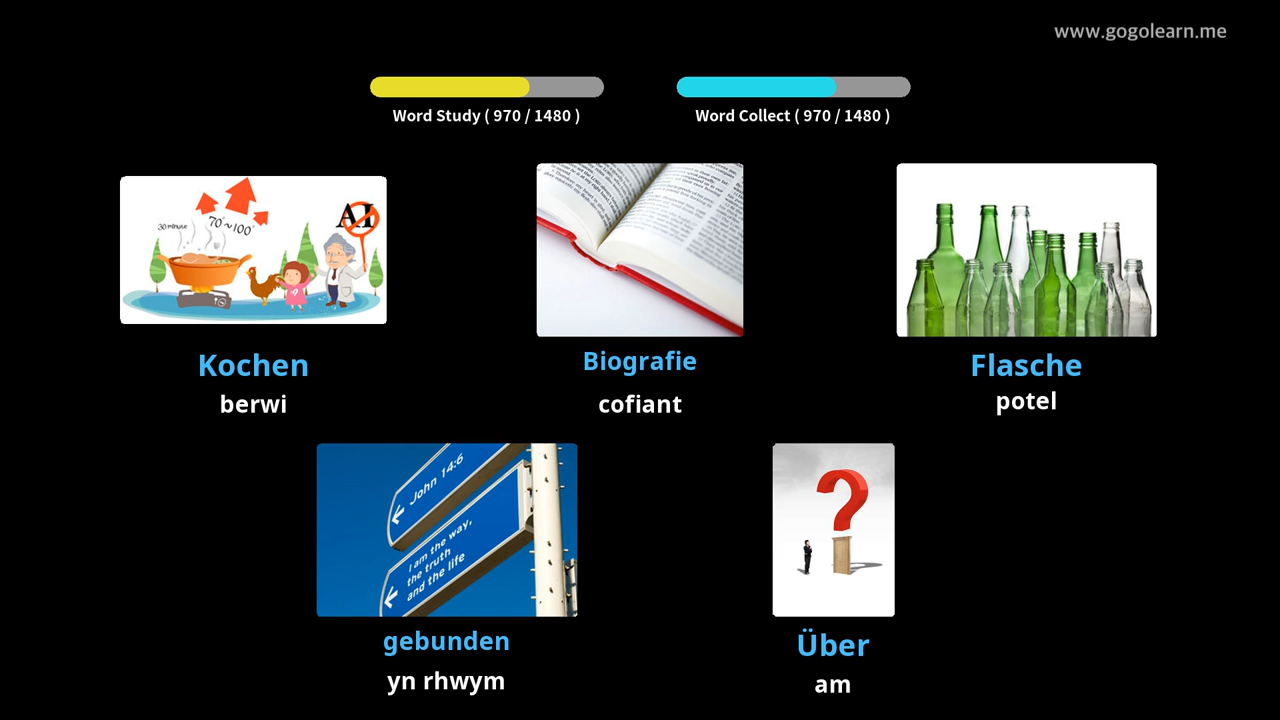 www.gogolearn.me
Word Study ( 970 / 1480 )
Word Collect ( 970 / 1480 )
30 minute
70°~100°
AI
Kochen
berwi
Biografie
cofiant
Flasche
potel
John 14:6
I am the way,
the truth
and the life
gebunden
yn rhwym
?
Über
am